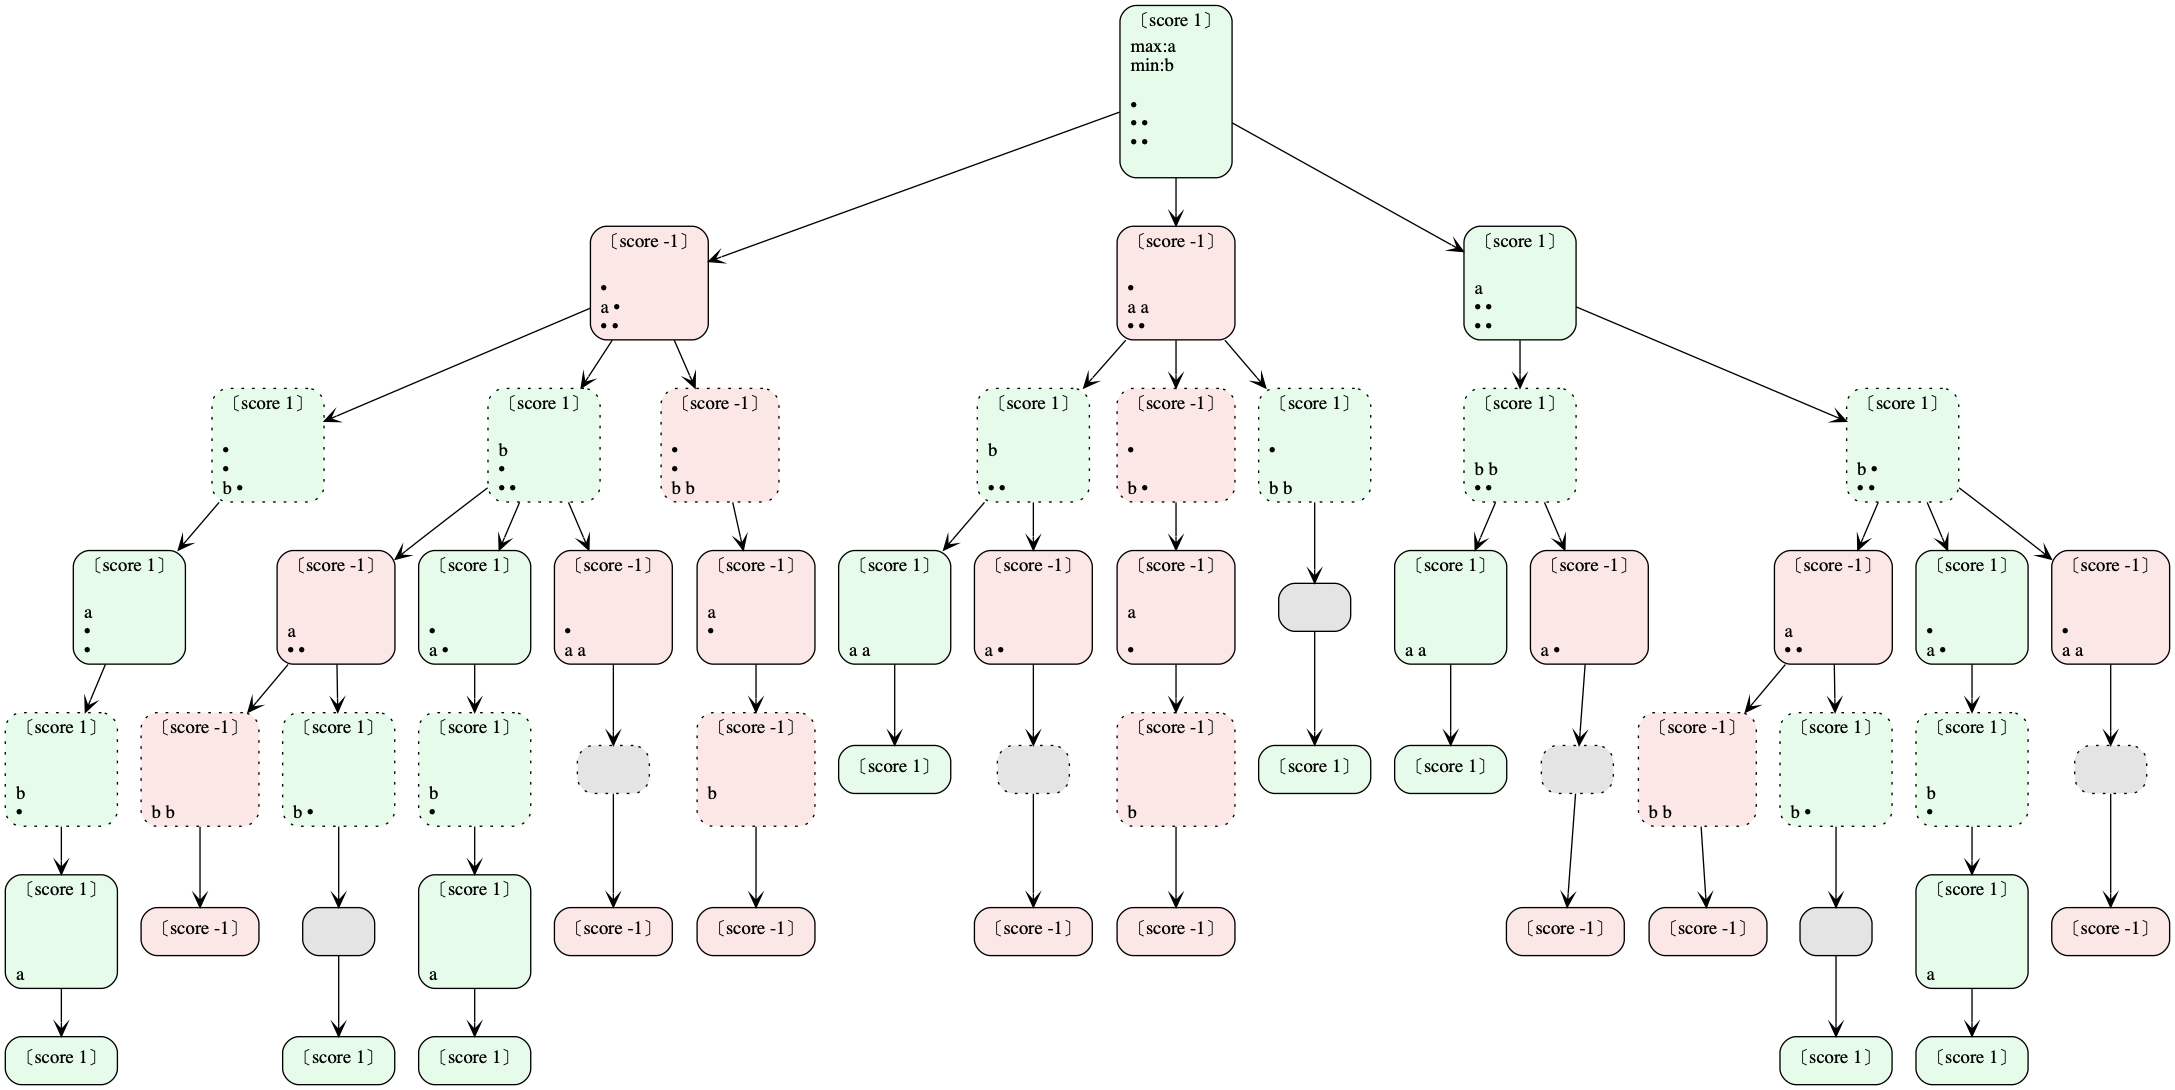 〔score 1〕
max:a
min:b
•
• •
• •
〔score -1〕
•
a •
• •
〔score -1〕
•
a a
• •
〔score 1〕
a
• •
• •
〔score 1〕
•
•
b •
〔score 1〕
b
•
• •
〔score -1〕
•
•
b b
〔score 1〕
b
• •
〔score -1〕
•
b •
〔score 1〕
•
b b
〔score 1〕
b b
• •
〔score 1〕
b •
• •
〔score 1〕
a
•
•
〔score -1〕
a
• •
〔score 1〕
•
a •
〔score -1〕
•
a a
〔score -1〕
a
•
〔score 1〕
a a
〔score -1〕
a •
〔score -1〕
a
•
〔score 1〕
a a
〔score -1〕
a •
〔score -1〕
a
• •
〔score 1〕
•
a •
〔score -1〕
•
a a
〔score 1〕
b
•
〔score -1〕
b b
〔score 1〕
b •
〔score 1〕
b
•
〔score -1〕
b
〔score 1〕
〔score -1〕
b
〔score 1〕
〔score 1〕
〔score -1〕
b b
〔score 1〕
b •
〔score 1〕
b
•
〔score 1〕
a
〔score -1〕
〔score 1〕
a
〔score -1〕
〔score -1〕
〔score -1〕
〔score -1〕
〔score -1〕
〔score -1〕
〔score 1〕
a
〔score -1〕
〔score 1〕
〔score 1〕
〔score 1〕
〔score 1〕
〔score 1〕